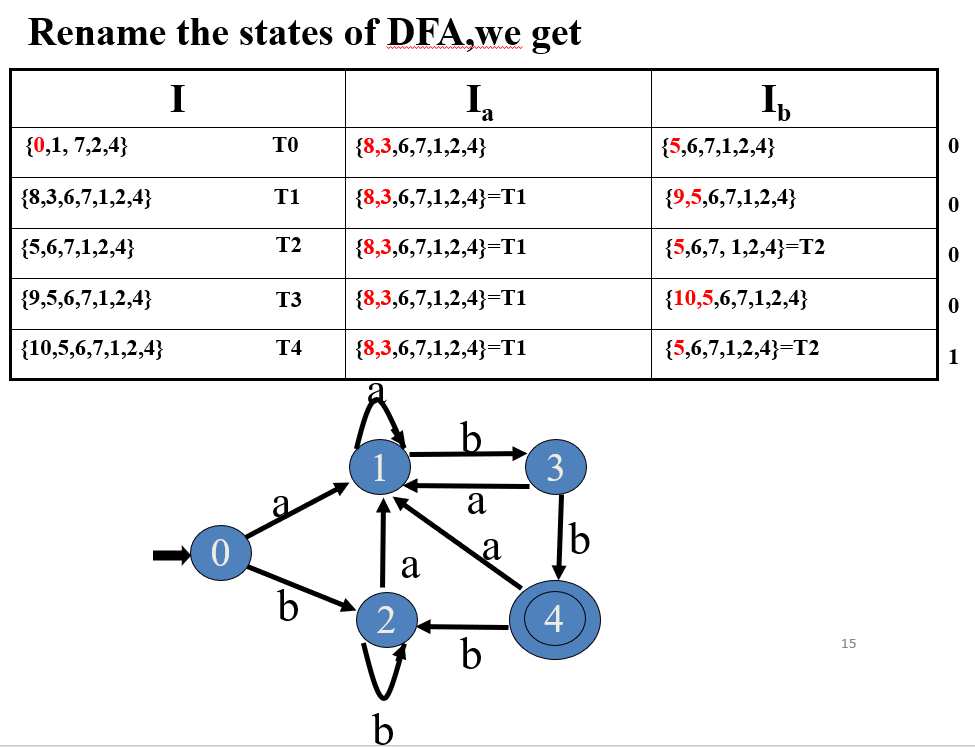 Rename the states of DFA,we get
I Ia Ib
{0,1, 7,2,4} T0 {8,3,6,7,1,2,4} {5,6,7,1,2,4} 0
{8,3,6,7,1,2,4} T1 {8,3,6,7,1,2,4}=T1 {9,5,6,7,1,2,4} 0
{5,6,7,1,2,4} T2 {8,3,6,7,1,2,4}=T1 {5,6,7, 1,2,4}=T2 0
{9,5,6,7,1,2,4} T3 {8,3,6,7,1,2,4}=T1 {10,5,6,7,1,2,4} 0
{10,5,6,7,1,2,4} T4 {8,3,6,7,1,2,4}=T1 {5,6,7,1,2,4}=T2 1
a
b
1 3
a a
a b
0 a
b 2 4
b
15
b